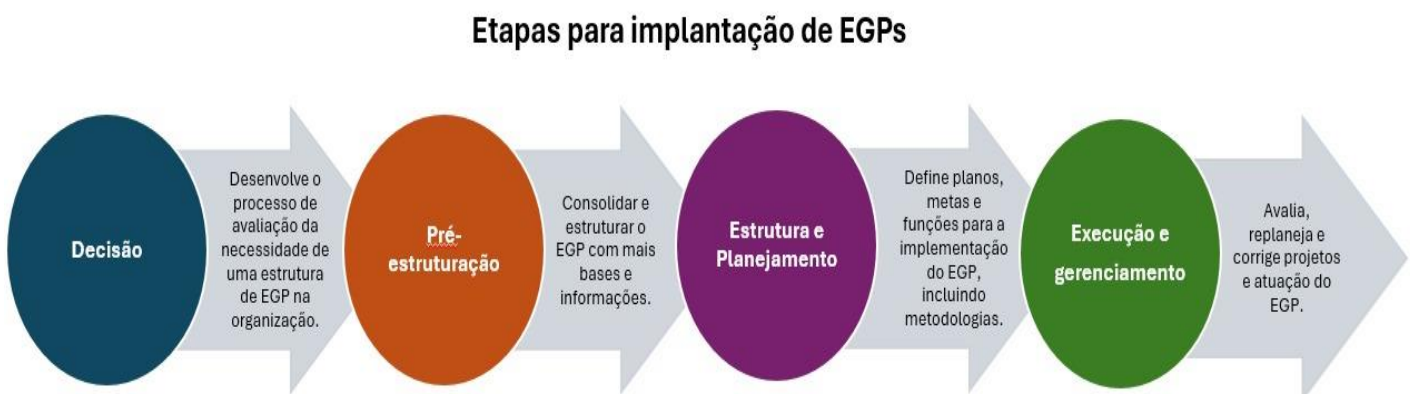 Etapas para implantação de EGPs
Decisão
Desenvolve o
processo de
avaliação da
necessidade de
uma estrutura
de EGP na
organização.
Pré-
estruturação
Consolidar e
estruturar o
EGP com mais
bases e
informações.
Estrutura e
Planejamento
Define planos,
metas e
funções para a
implementação
do EGP,
incluindo
metodologias.
Execução e
gerenciamento
Avalia,
replaneja e
corrige projetos
e atuação do
EGP.